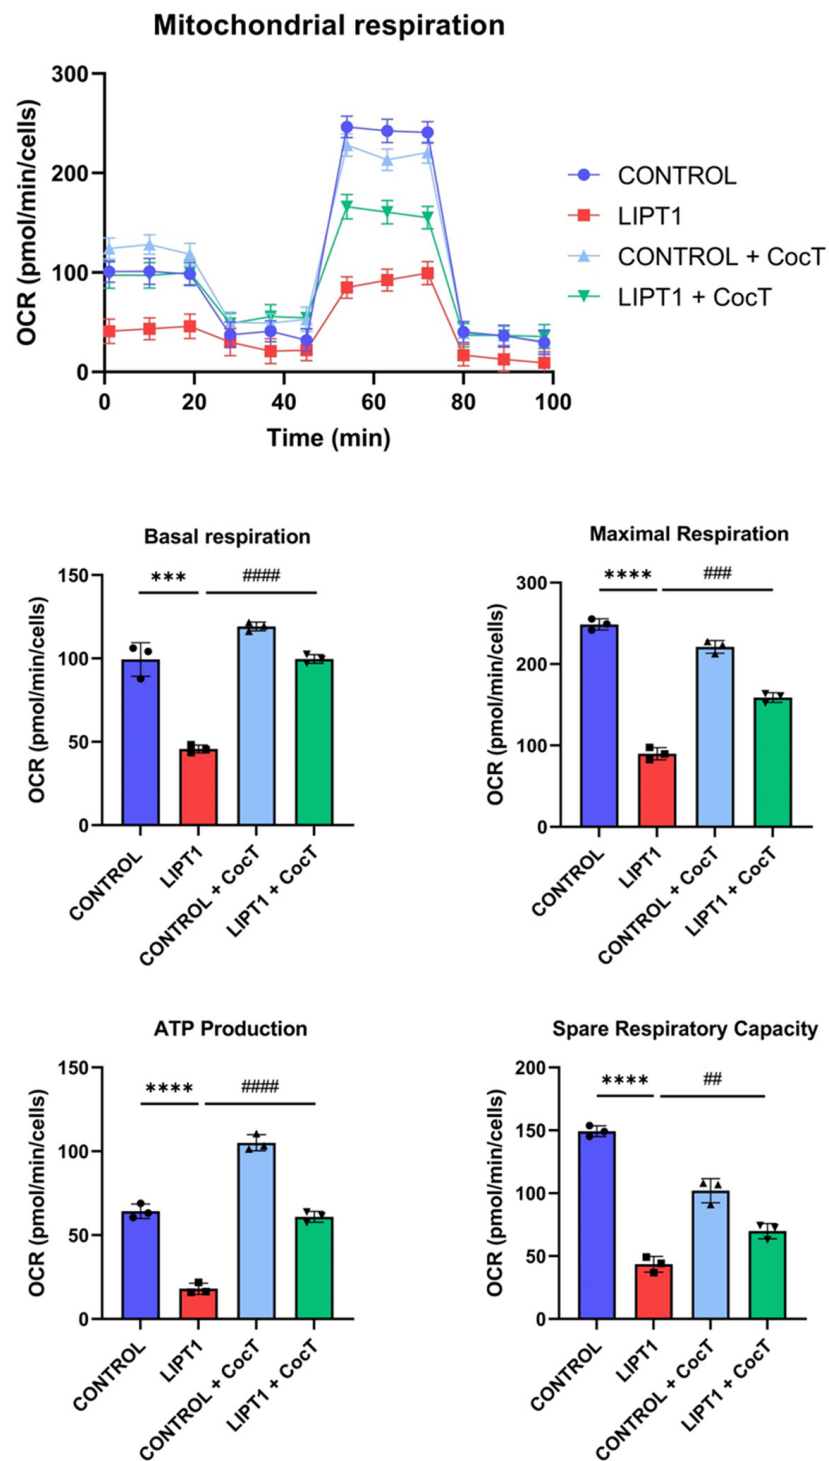 Mitochondrial respiration
OCR (pmol/min/cells)
300
200
100
0
0 20 40 60 80 100
Time (min)
CONTROL
LIPT1
CONTROL + CocT
LIPT1 + CocT
Basal respiration
OCR (pmol/min/cells)
150
100
50
0
*** ####
CONTROL
LIPT1
CONTROL + CocT
LIPT1 + CocT
Maximal Respiration
OCR (pmol/min/cells)
300
200
100
0
**** ###
CONTROL
LIPT1
CONTROL + CocT
LIPT1 + CocT
ATP Production
OCR (pmol/min/cells)
150
100
50
0
**** ####
CONTROL
LIPT1
CONTROL + CocT
LIPT1 + CocT
Spare Respiratory Capacity
OCR (pmol/min/cells)
200
150
100
50
0
**** ##
CONTROL
LIPT1
CONTROL + CocT
LIPT1 + CocT